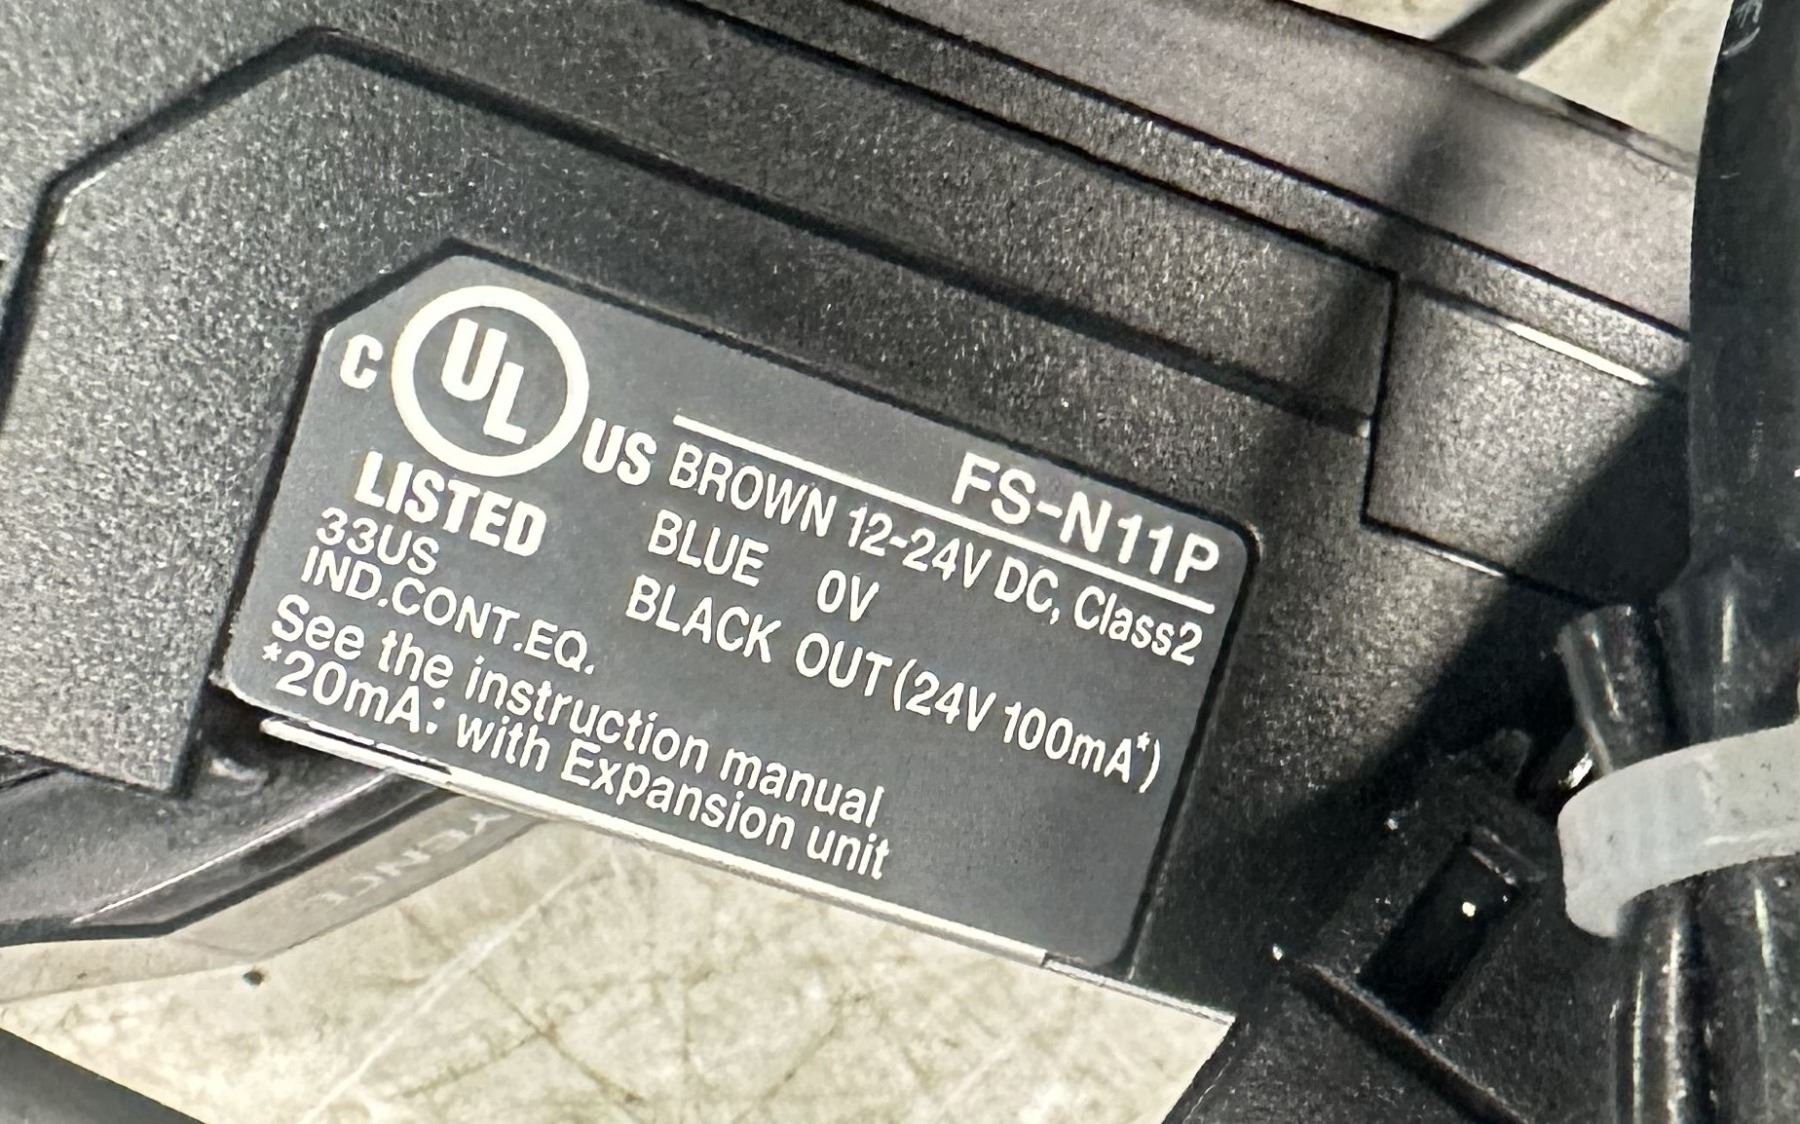 C UL US
LISTED
33US
IND.CONT.EQ.
FS-N11P
BROWN 12-24V DC, Class2
BLUE 0V
BLACK OUT (24V 100mA*)
See the instruction manual
*20mA: with Expansion unit